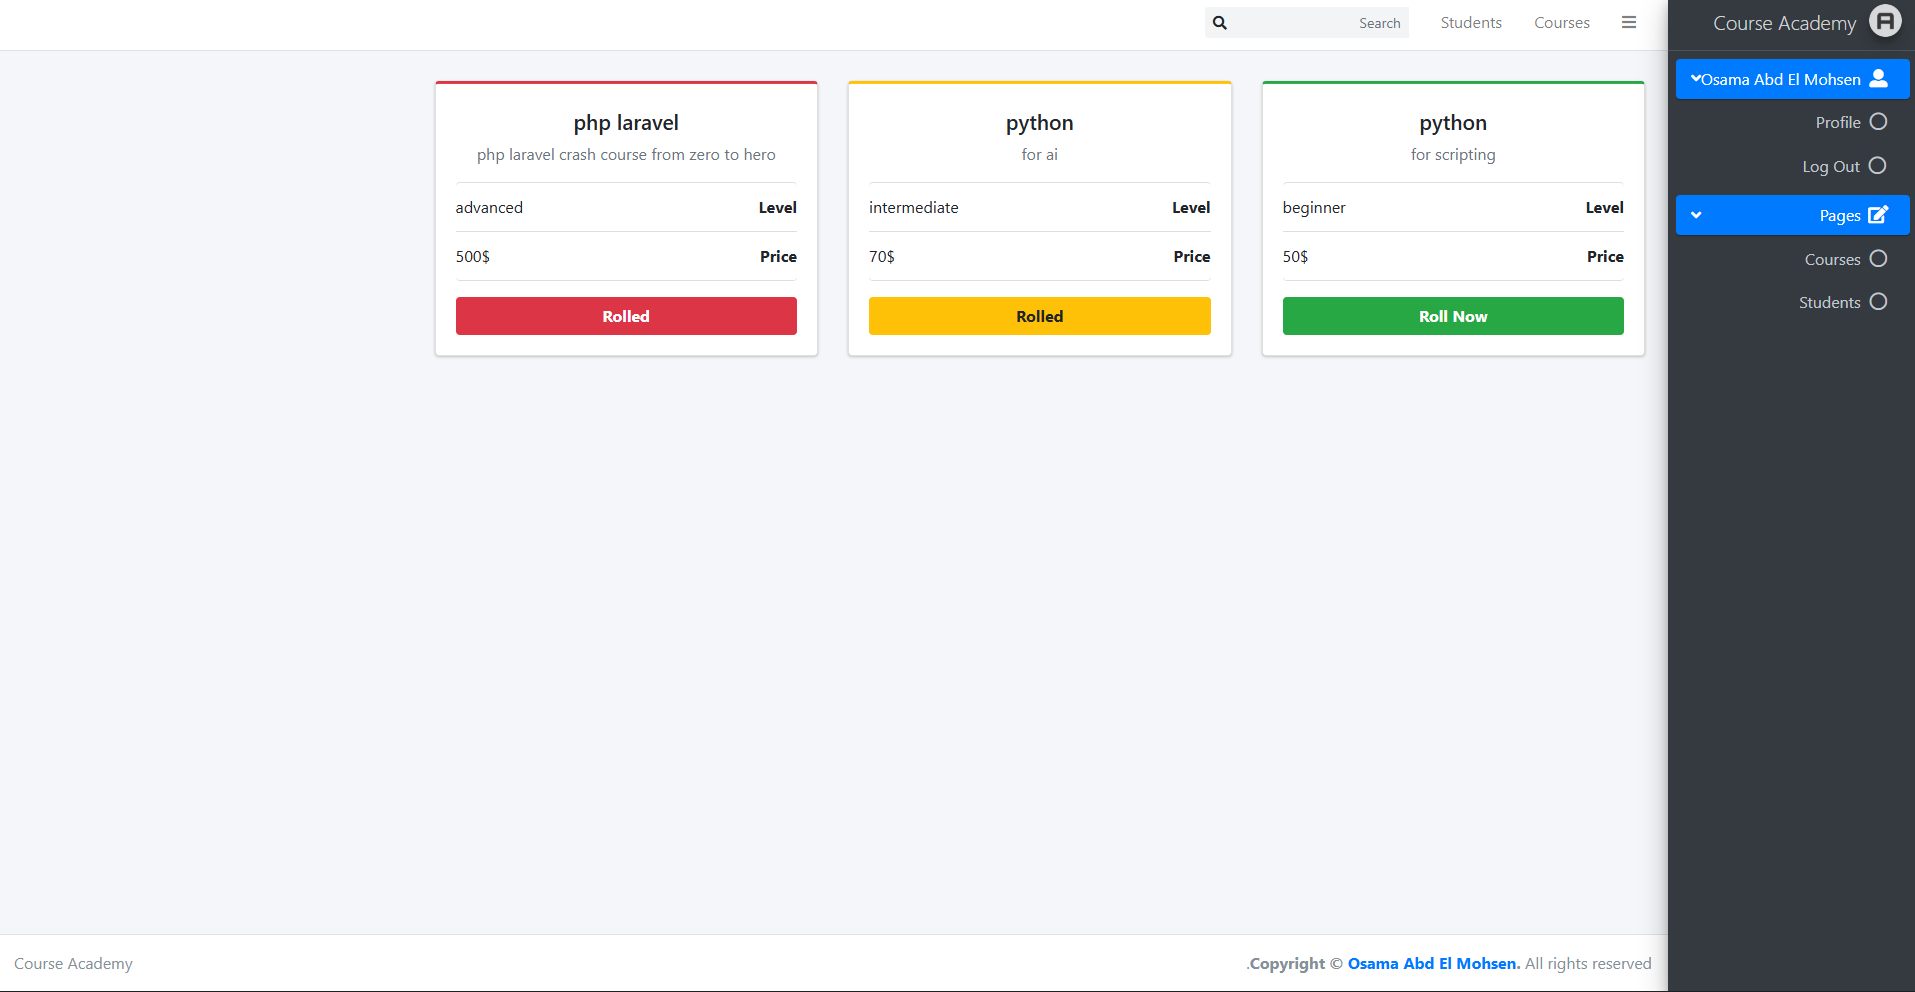 Search
Students
Courses
Course Academy
Osama Abd El Mohsen
Profile
Log Out
Pages
Courses
Students
php laravel
php laravel crash course from zero to hero
advanced Level
500$ Price
Rolled
python
for ai
intermediate Level
70$ Price
Rolled
python
for scripting
beginner Level
50$ Price
Roll Now
Course Academy
.Copyright © Osama Abd El Mohsen. All rights reserved